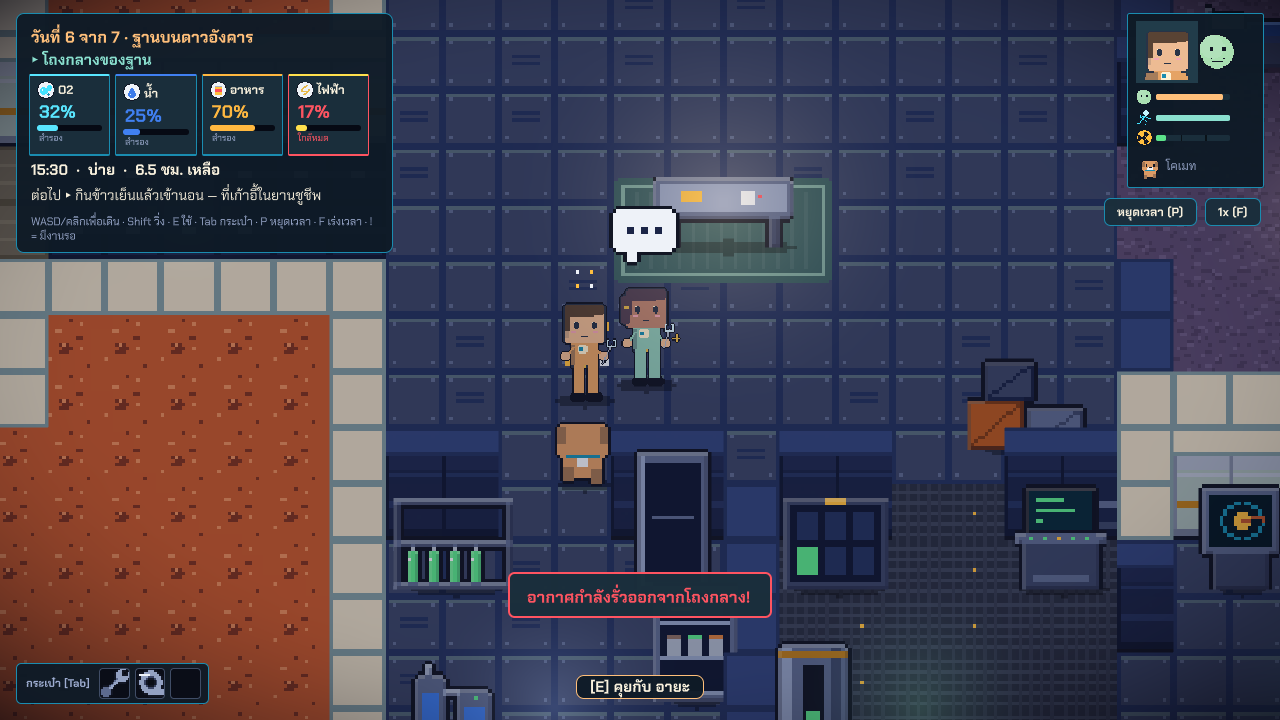 วันที่ 6 จาก 7 · ฐานบนดาวอังคาร
▸ โถงกลางของฐาน
O2
32%
สำรอง
น้ำ
25%
สำรอง
อาหาร
70%
สำรอง
ไฟฟ้า
17%
ใกล้หมด
15:30 · บ่าย · 6.5 ชม. เหลือ
ต่อไป ▸ กินข้าวเย็นแล้วเข้านอน — ที่เก้าอี้ในยานชูชีพ
WASD/คลิกเพื่อเดิน · Shift วิ่ง · E ใช้ · Tab กระเป๋า · P หยุดเวลา · F เร่งเวลา · !
= มีงานรอ
โคเมท
หยุดเวลา (P)
1x (F)
อากาศกำลังรั่วออกจากโถงกลาง!
[E] คุยกับ อายะ
กระเป๋า [Tab]